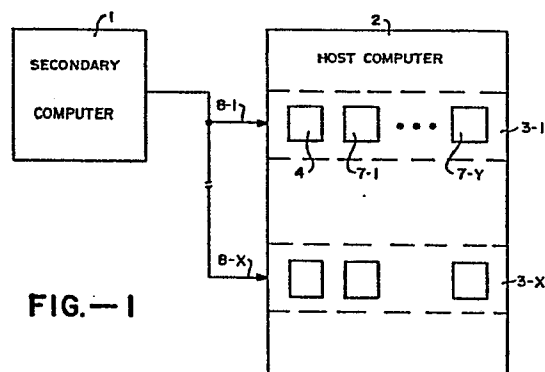 1
2
SECONDARY
COMPUTER
HOST COMPUTER
8-1
3-1
4
7-1
7-Y
8-X
3-X
FIG.—1